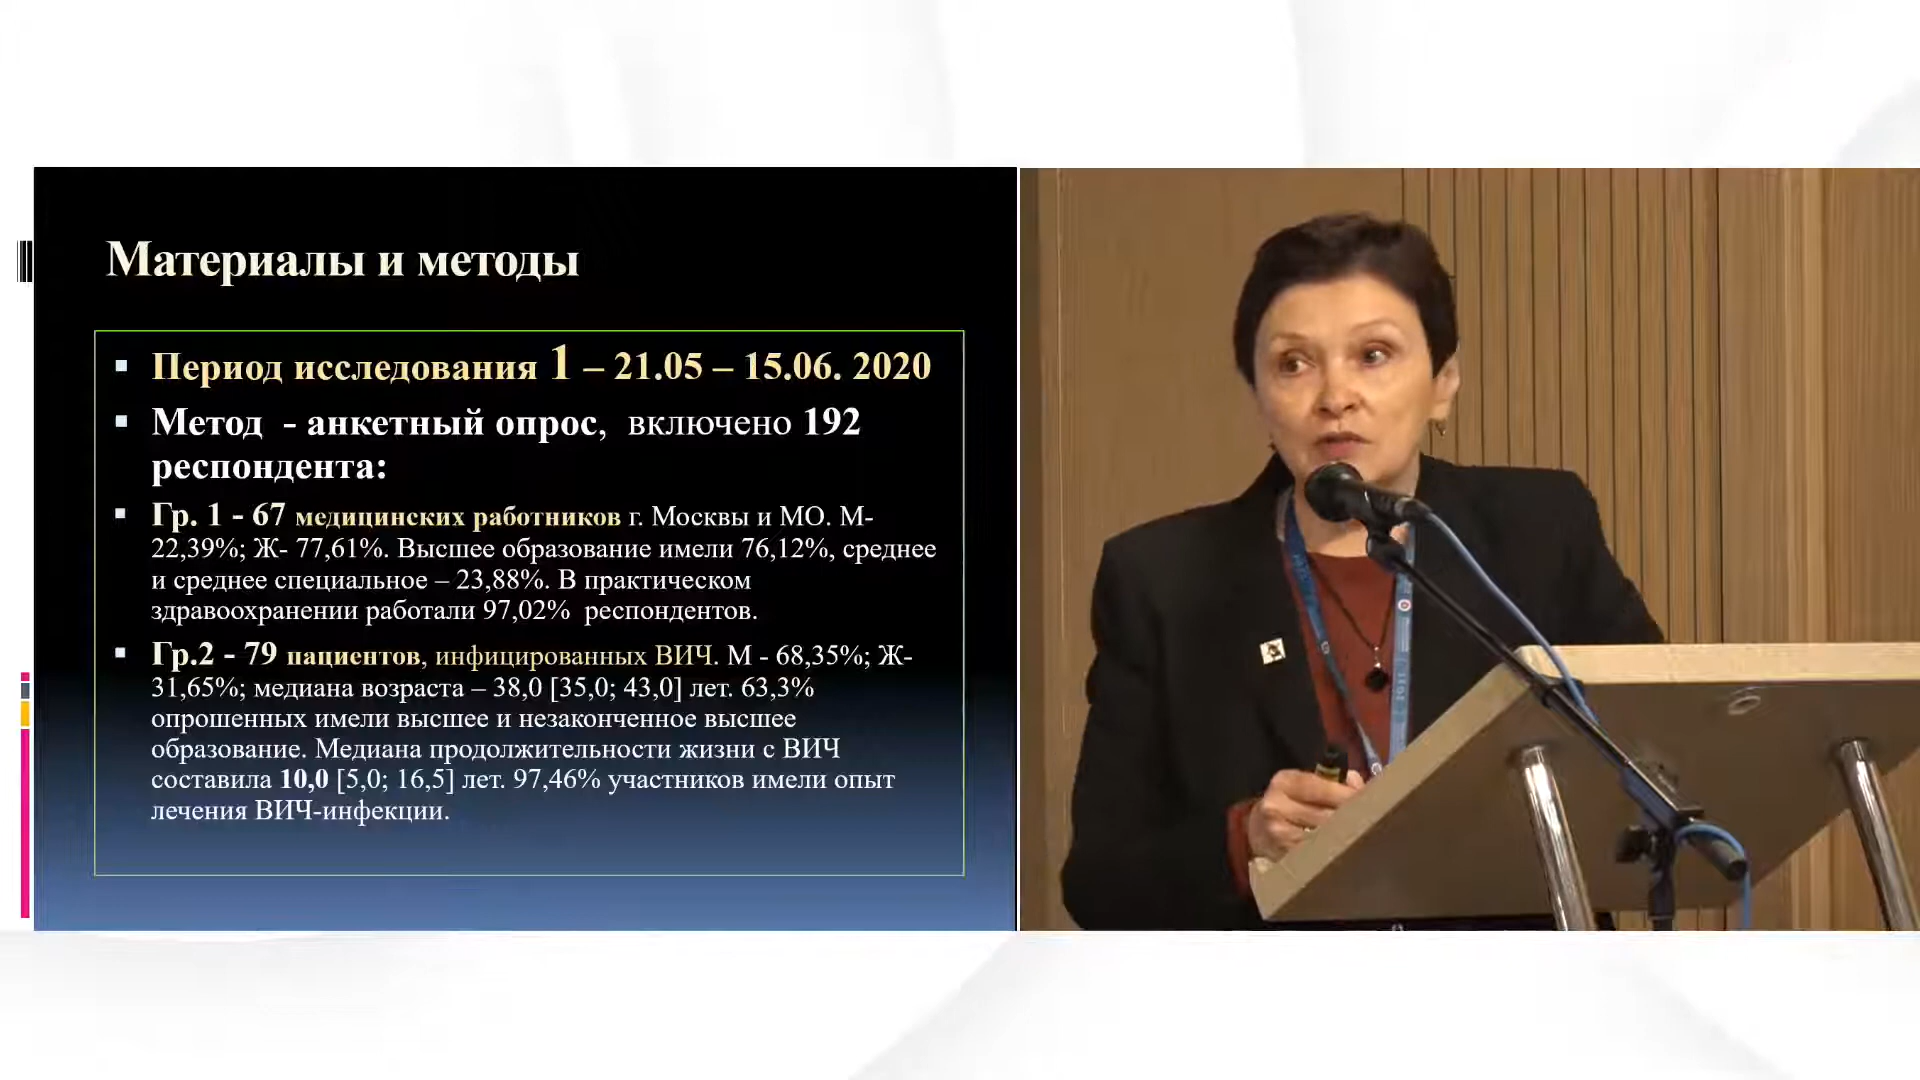 Материалы и методы
Период исследования 1 – 21.05 – 15.06. 2020
Метод - анкетный опрос, включено 192
респондента:
Гр. 1 - 67 медицинских работников г. Москвы и МО. М-
22,39%; Ж- 77,61%. Высшее образование имели 76,12%, среднее
и среднее специальное – 23,88%. В практическом
здравоохранении работали 97,02% респондентов.
Гр.2 - 79 пациентов, инфицированных ВИЧ. М - 68,35%; Ж-
31,65%; медиана возраста – 38,0 [35,0; 43,0] лет. 63,3%
опрошенных имели высшее и незаконченное высшее
образование. Медиана продолжительности жизни с ВИЧ
составила 10,0 [5,0; 16,5] лет. 97,46% участников имели опыт
лечения ВИЧ-инфекции.